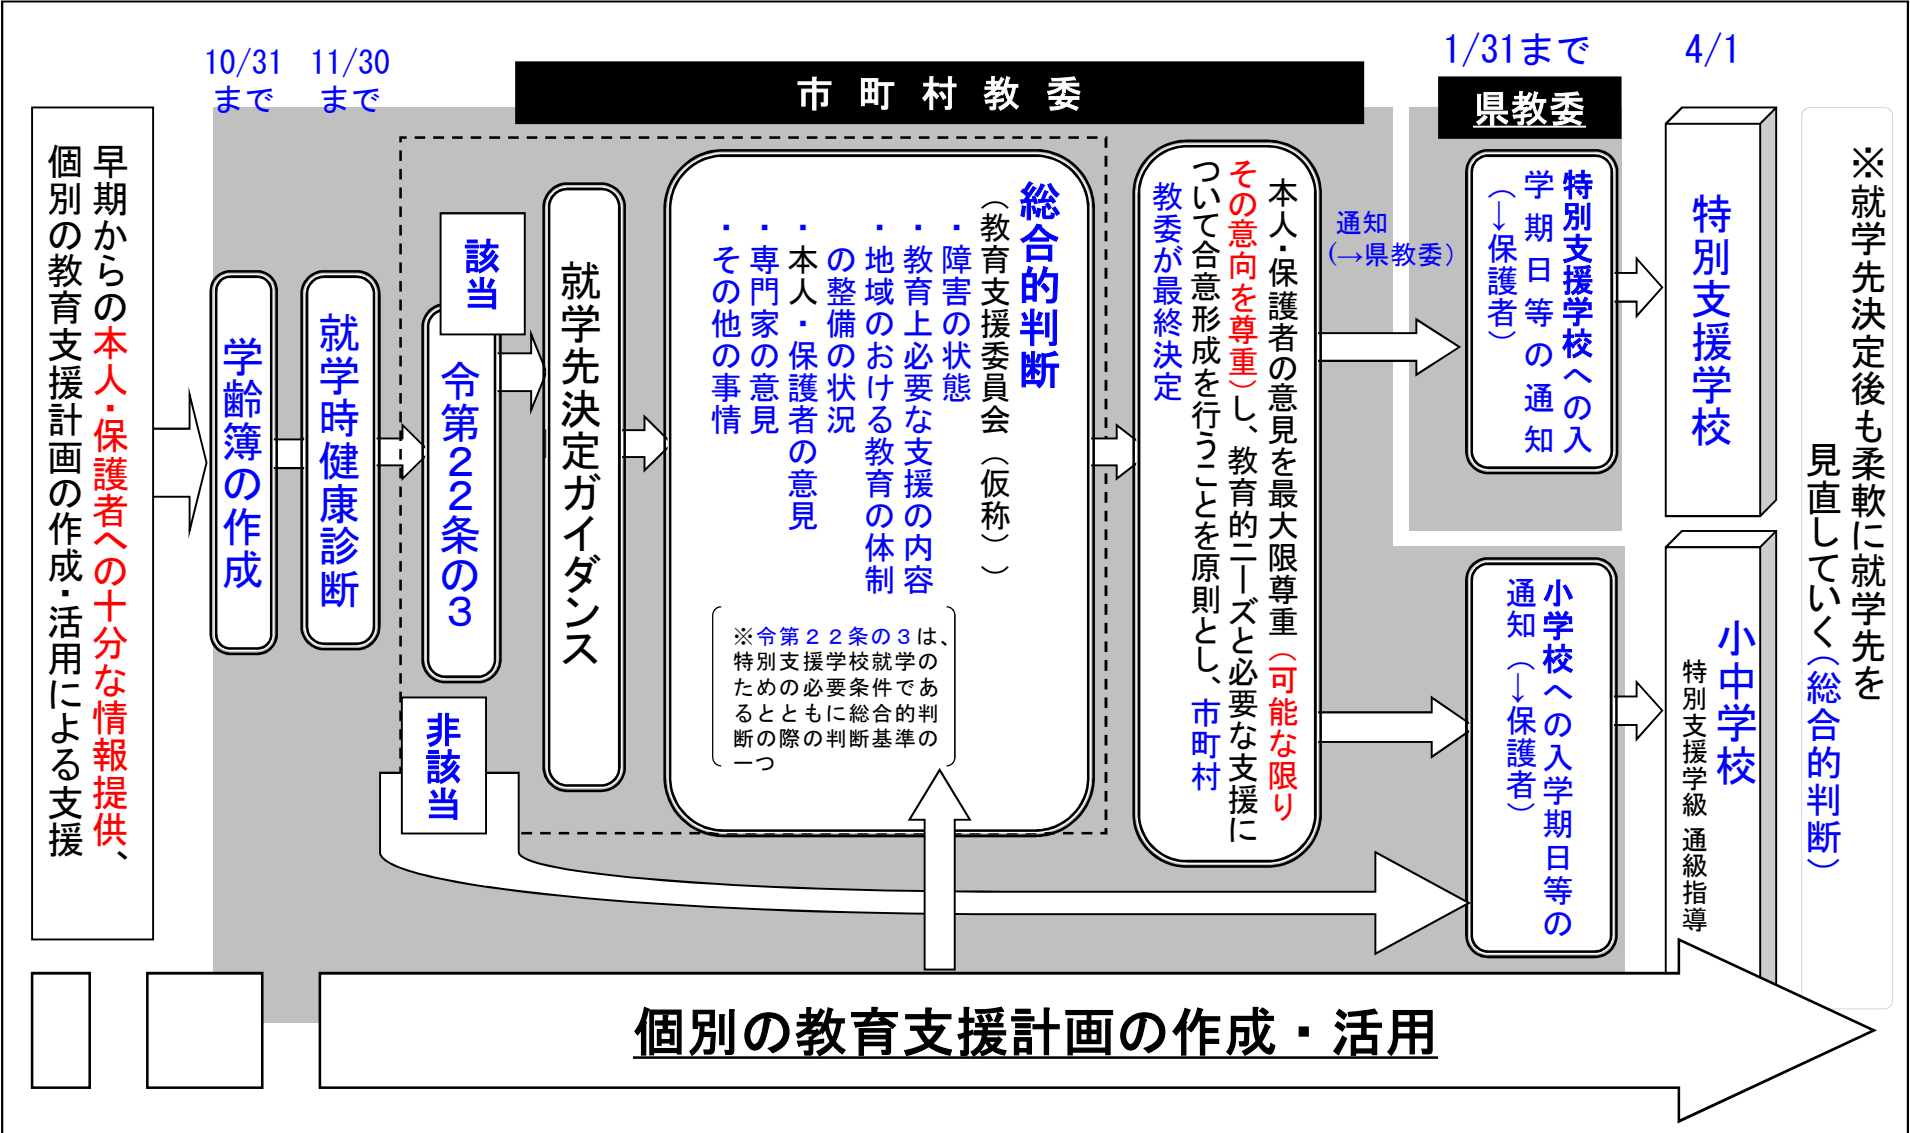 10/31
まで
11/30
まで
市町村教委
1/31まで
県教委
4/1
早期からの本人・保護者への十分な情報提供、
個別の教育支援計画の作成・活用による支援
学齢簿の作成
就学時健康診断
該当
令第２２条の３
非該当
就学先決定ガイダンス
総合的判断
（教育支援委員会（仮称））
・障害の状態
・教育上必要な支援の内容
・地域のおける教育の体制
の整備の状況
・本人・保護者の意見
・専門家の意見
・その他の事情
※令第２２条の３は、
特別支援学校就学の
ための必要条件であ
るとともに総合的判
断の際の判断基準の
一つ
本人・保護者の意見を最大限尊重（可能な限り
その意向を尊重）し、教育的ニーズと必要な支援に
ついて合意形成を行うことを原則とし、市町村
教委が最終決定
通知
(→県教委）
特別支援学校への入
学期日等の通知
（→保護者）
小学校への入学期日等の
通知（→保護者）
特別支援学校
小中学校
特別支援学級 通級指導
※就学先決定後も柔軟に就学先を
見直していく（総合的判断）
個別の教育支援計画の作成・活用